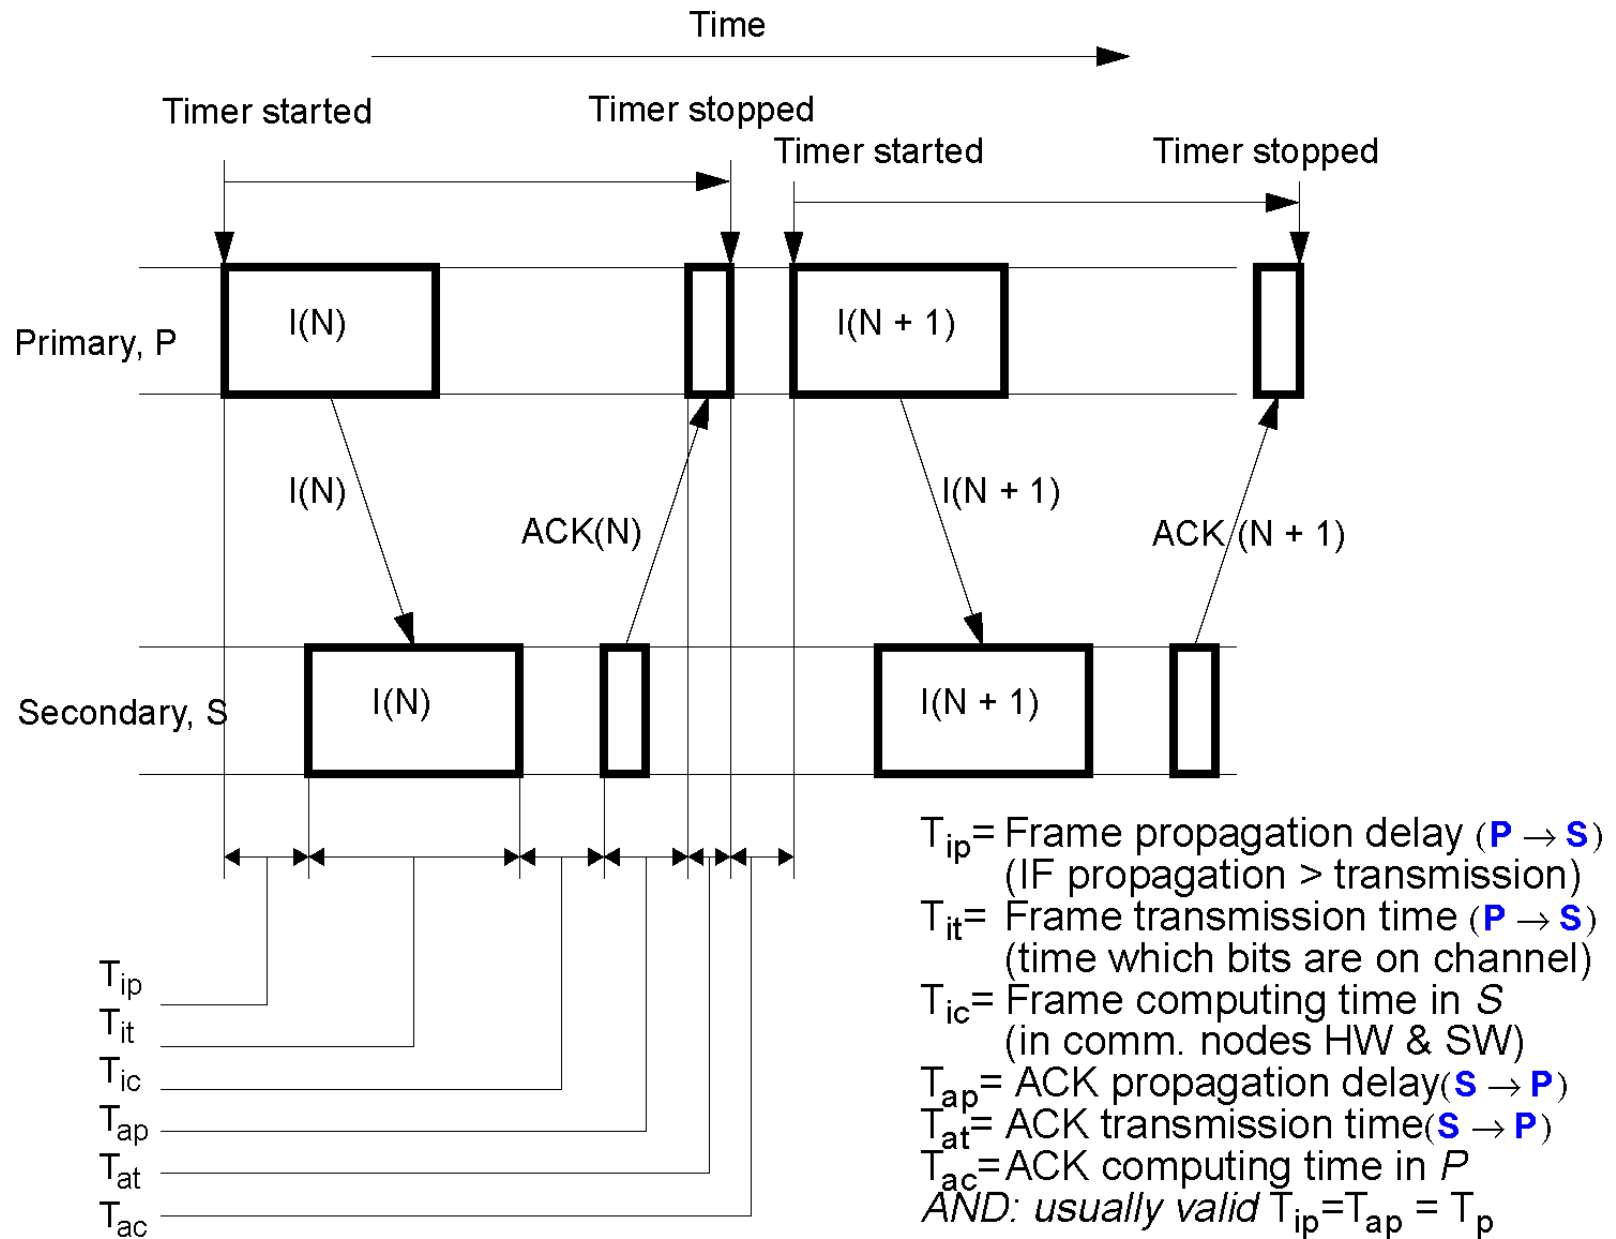 Time
Timer started
Timer stopped
Timer started
Timer stopped
Primary, P
I(N)
I(N + 1)
I(N)
ACK(N)
I(N + 1)
ACK (N + 1)
Secondary, S
I(N)
I(N + 1)
Tip
Tit
Tic
Tap
Tat
Tac
Tip= Frame propagation delay (P → S)
(IF propagation > transmission)
Tit= Frame transmission time (P → S)
(time which bits are on channel)
Tic= Frame computing time in S
(in comm. nodes HW & SW)
Tap= ACK propagation delay(S → P)
Tat= ACK transmission time(S → P)
Tac=ACK computing time in P
AND: usually valid Tip=Tap = Tp